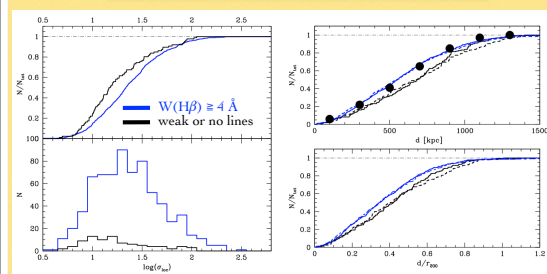 0.5 1 1.5 2 2.5
1
0.8
0.6
0.4
0.2
N/N_tot
W(Hβ) ≧ 4 Å
weak or no lines
100
80
60
40
20
0
N
0.5 1 1.5 2 2.5
log(σ_loc)
1
0.8
0.6
0.4
0.2
0
N/N_tot
0 500 1000 1500
d [kpc]
1
0.8
0.6
0.4
0.2
0
N/N_tot
0 0.2 0.4 0.6 0.8 1 1.2
d/r_200